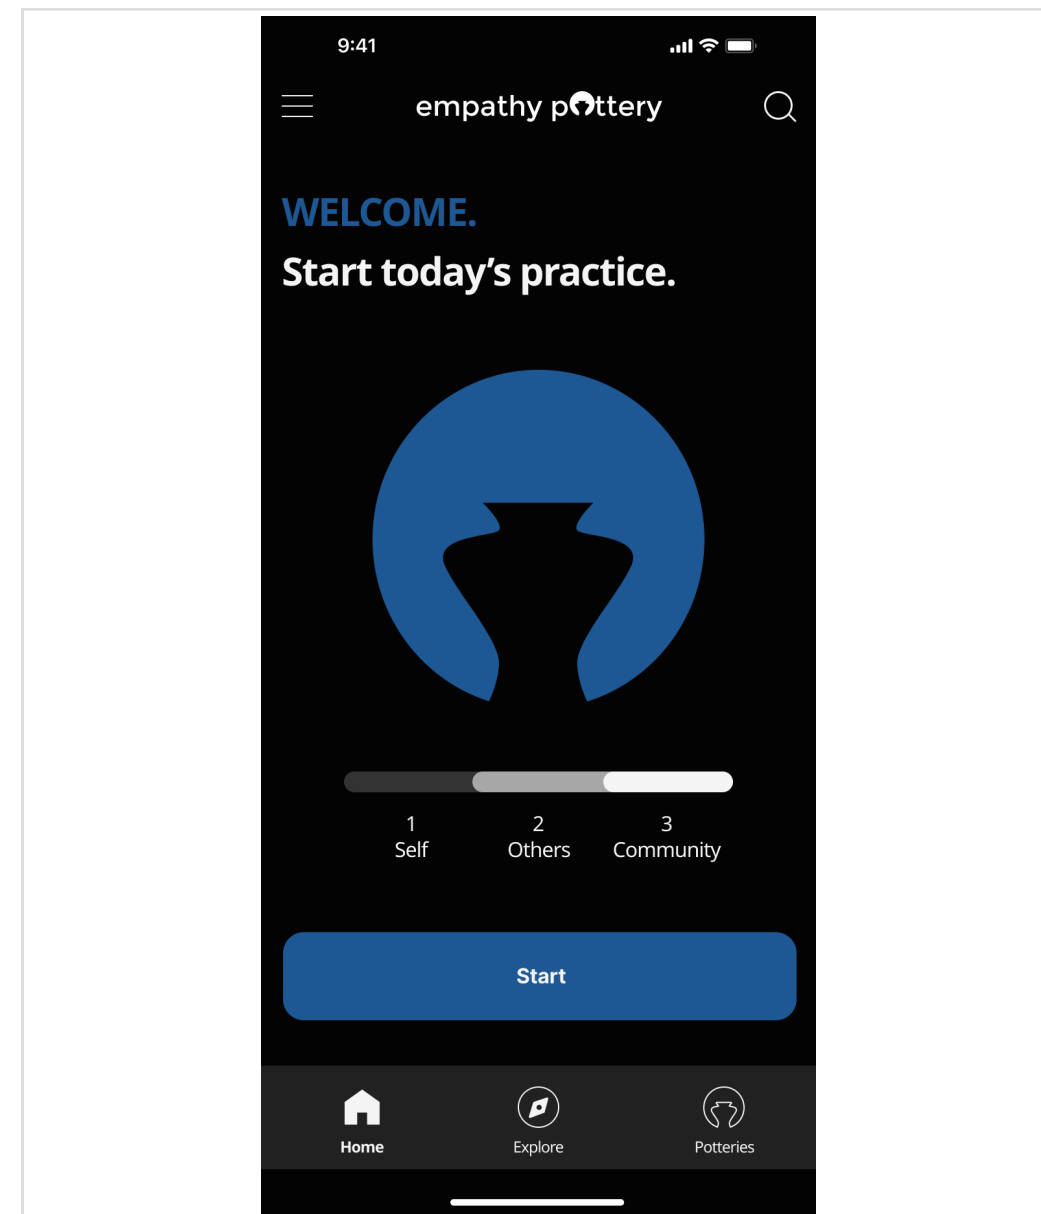 9:41
empathy pottery
WELCOME.
Start today’s practice.
1 2 3
Self Others Community
Start
Home Explore Potteries